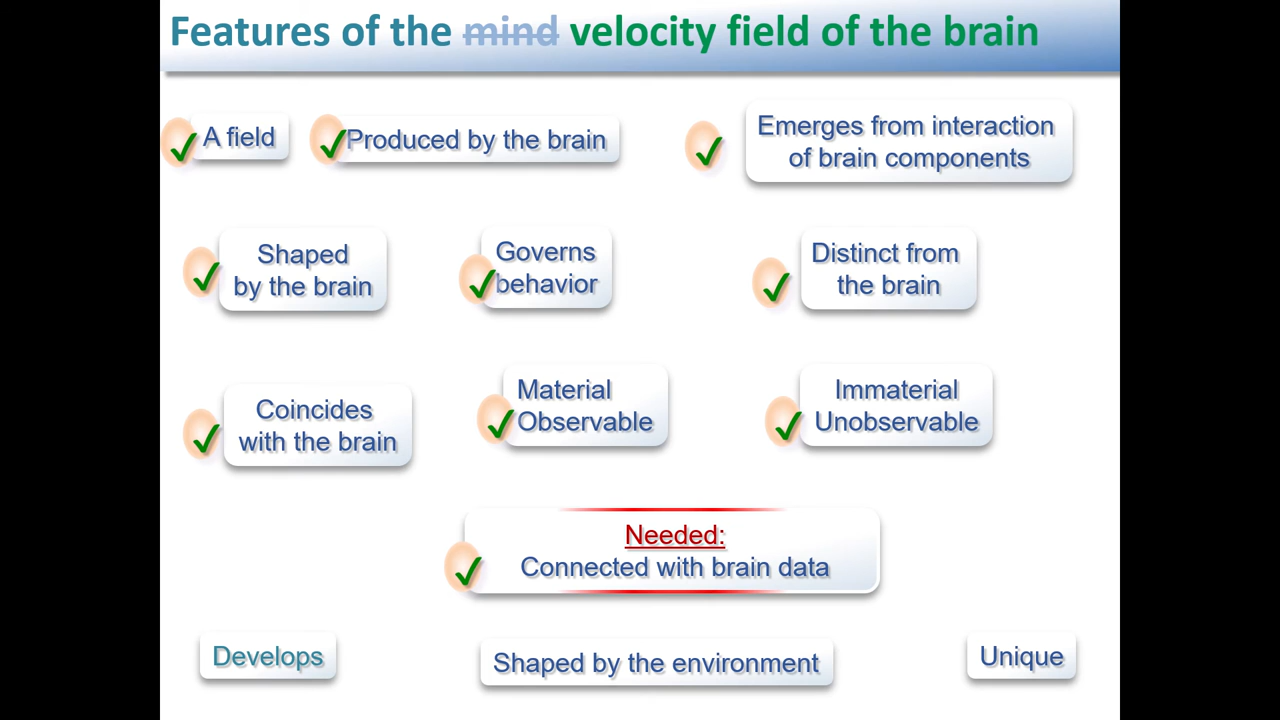 Features of the mind velocity field of the brain
A field
Produced by the brain
Emerges from interaction
of brain components
Shaped
by the brain
Governs
behavior
Distinct from
the brain
Coincides
with the brain
Material
Observable
Immaterial
Unobservable
Needed:
Connected with brain data
Develops
Shaped by the environment
Unique